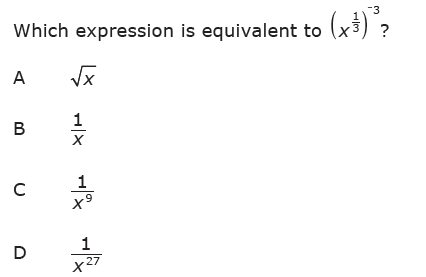 Which expression is equivalent to (x^(1/3))^-3 ?
A √x
B 1/x
C 1/x^9
D 1/x^27